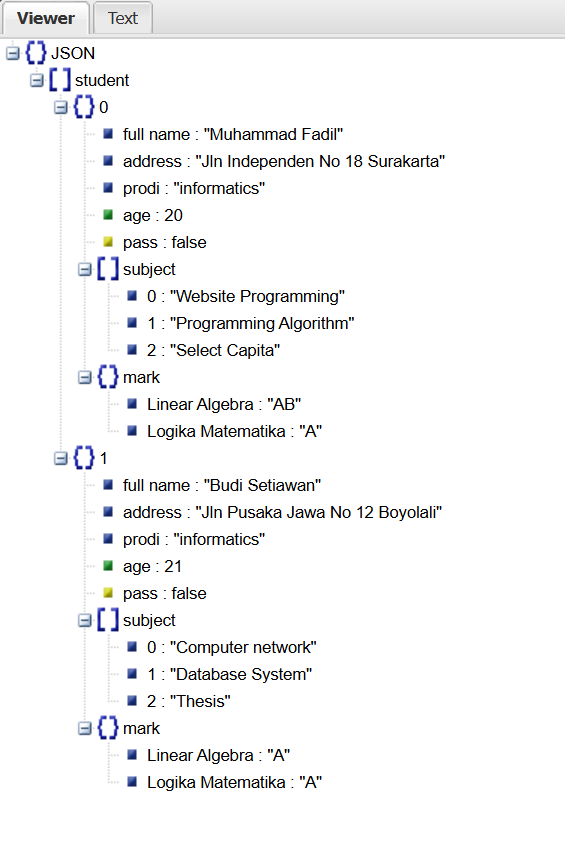 Viewer Text
JSON
student
0
full name : "Muhammad Fadil"
address : "Jln Independen No 18 Surakarta"
prodi : "informatics"
age : 20
pass : false
subject
0 : "Website Programming"
1 : "Programming Algorithm"
2 : "Select Capita"
mark
Linear Algebra : "AB"
Logika Matematika : "A"
1
full name : "Budi Setiawan"
address : "Jln Pusaka Jawa No 12 Boyolali"
prodi : "informatics"
age : 21
pass : false
subject
0 : "Computer network"
1 : "Database System"
2 : "Thesis"
mark
Linear Algebra : "A"
Logika Matematika : "A"